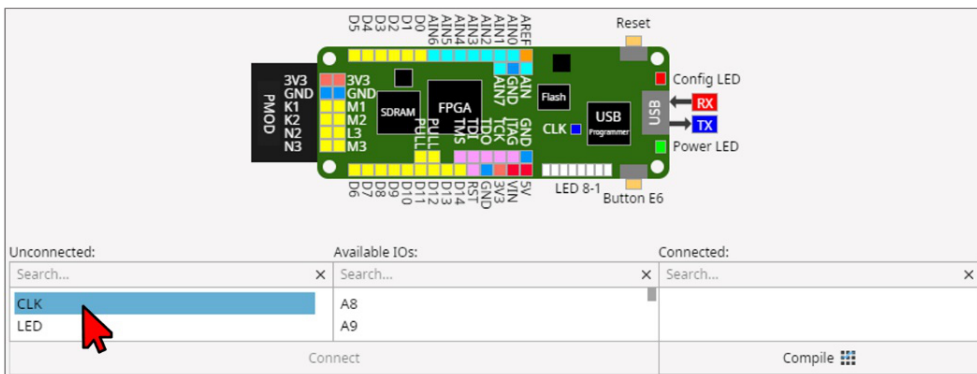 D5 D4 D3 D2 D1 D0 AIN6 AIN5 AIN4 AIN3 AIN2 AIN1 AIN0 AREF
Reset
AIN7 GND AIN
Config LED
3V3 3V3
GND GND
K1 M1
K2 M2
N2 L3
N3 M3
PMOD
SDRAM
FPGA
Flash
CLK
USB
Programmer
USB
RX
TX
Power LED
PULL PULL TMS TDI TDO TCK JTAG GND
D6 D7 D8 D9 D10 D11 D12 D13 D14 RST GND 3V3 VIN 5V
LED 8-1
Button E6
Unconnected: Available IOs: Connected:
Search... × Search... × Search... ×
CLK A8
LED A9
Connect Compile